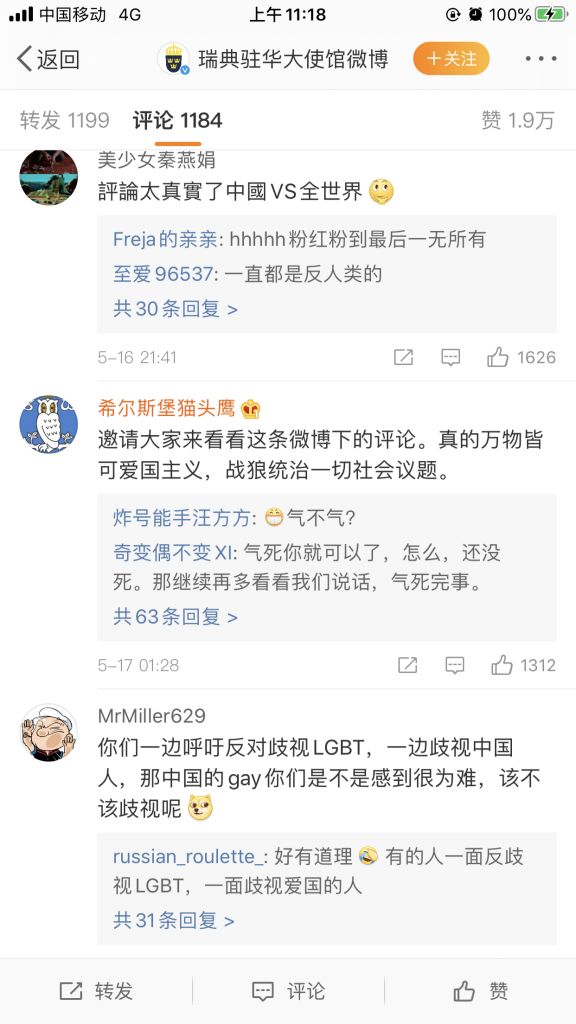 中国移动 4G 上午 11:18 100%
返回 瑞典驻华大使馆微博 +关注
转发 1199 评论 1184 赞 1.9万
美少女秦燕娟
評論太真實了中國VS全世界
Freja的亲亲: hhhhh粉红粉到最后一无所有
至爱96537: 一直都是反人类的
共30条回复 >
5-16 21:41 1626
希尔斯堡猫头鹰
邀请大家来看看这条微博下的评论。真的万物皆
可爱国主义，战狼统治一切社会议题。
炸号能手汪方方: 气不气?
奇变偶不变XI: 气死你就可以了，怎么，还没
死。那继续再多看看我们说话，气死完事。
共63条回复 >
5-17 01:28 1312
MrMiller629
你们一边呼吁反对歧视LGBT，一边歧视中国
人，那中国的gay你们是不是感到很为难，该不
该歧视呢
russian_roulette_: 好有道理 有的人一面反歧
视LGBT，一面歧视爱国的人
共31条回复 >
转发 评论 赞